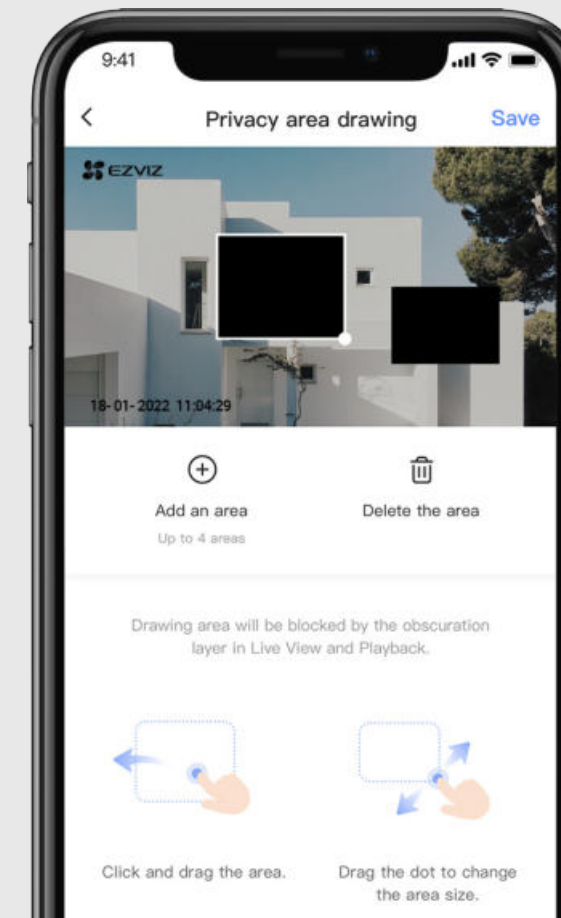 9:41
Privacy area drawing
Save
EZVIZ
18-01-2022 11:04:29
Add an area
Delete the area
Up to 4 areas
Drawing area will be blocked by the obscuration
layer in Live View and Playback.
Click and drag the area.
Drag the dot to change
the area size.